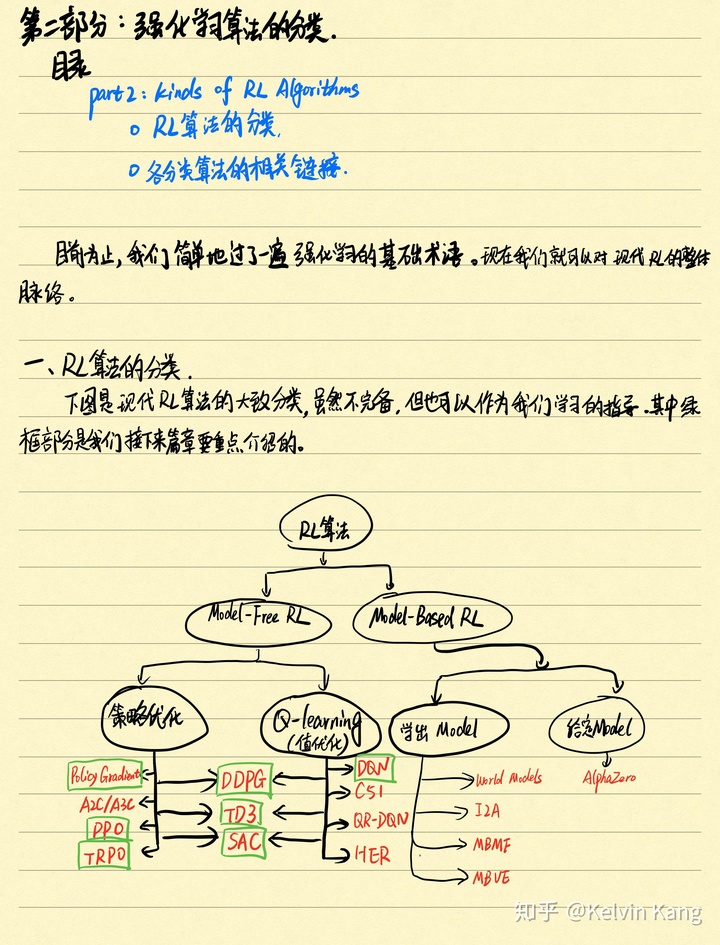 第二部分：强化学习算法的分类.
目录
part2: Kinds of RL Algorithms
o RL算法的分类.
o 各分类算法的相关链接.
目前为止，我们简单地过了一遍强化学习的基础术语。现在我们就可以对现代RL的整体
脉络。
一、RL算法的分类.
下图是现代RL算法的大致分类，虽然不完备，但也可以作为我们学习的指导.其中绿
框部分是我们接下来篇章要重点介绍的。
RL算法
Model-Free RL
Model-Based RL
策略优化
Q-learning
(值优化)
学出 Model
给定Model
Policy Gradient
A2C/A3C
PPO
TRPO
DDPG
TD3
SAC
DQN
C51
QR-DQN
HER
World Models
I2A
MBMF
MBVE
AlphaZero
知乎 @Kelvin Kang